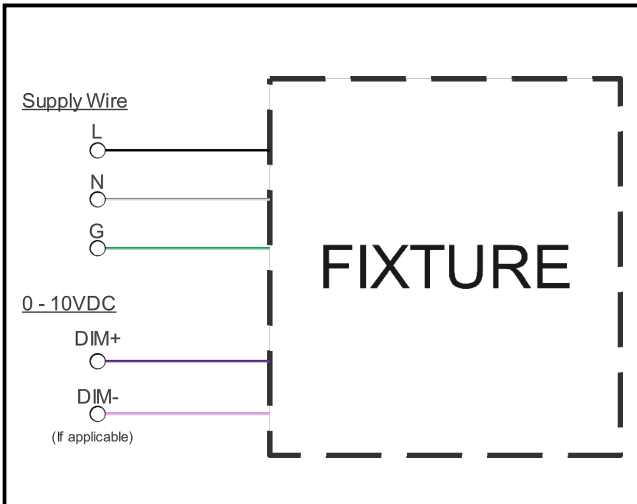 Supply Wire
L
N
G
FIXTURE
0 - 10VDC
DIM+
DIM-
(If applicable)